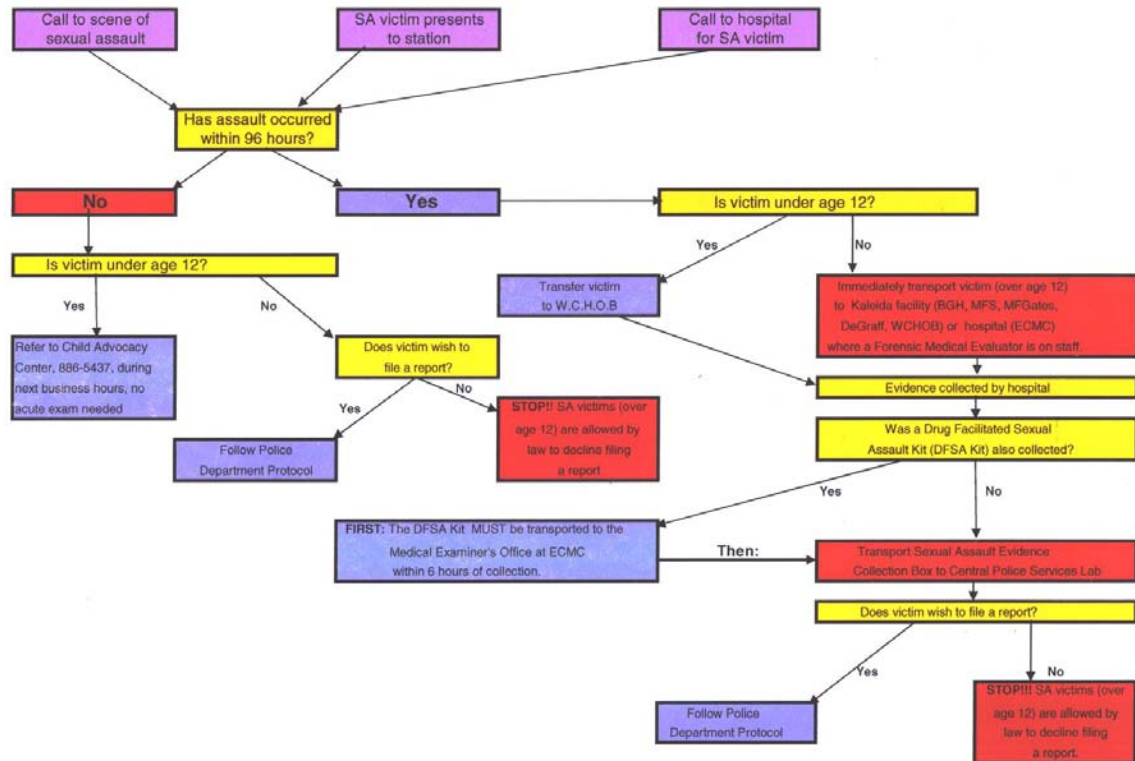 Call to scene of
sexual assault
SA victim presents
to station
Call to hospital
for SA victim
Has assault occurred
within 96 hours?
No
Yes
Is victim under age 12?
Yes
No
Is victim under age 12?
Transfer victim
to W.C.H.O.B
Immediately transport victim (over age 12)
to Kaleida facility (BGH, MFS, MFGates,
DeGraff, WCHOB) or hospital (ECMC)
where a Forensic Medical Evaluator is on staff.
Yes
No
Refer to Child Advocacy
Center, 886-5437, during
next business hours, no
acute exam needed
Does victim wish to
file a report?
Evidence collected by hospital
Yes
No
STOP!! SA victims (over
age 12) are allowed by
law to decline filing
a report
Follow Police
Department Protocol
Was a Drug Facilitated Sexual
Assault Kit (DFSA Kit) also collected?
Yes
No
FIRST: The DFSA Kit MUST be transported to the
Medical Examiner's Office at ECMC
within 6 hours of collection.
Then:
Transport Sexual Assault Evidence
Collection Box to Central Police Services Lab
Does victim wish to file a report?
Yes
No
Follow Police
Department Protocol
STOP!!! SA victims (over
age 12) are allowed by
law to decline filing
a report.